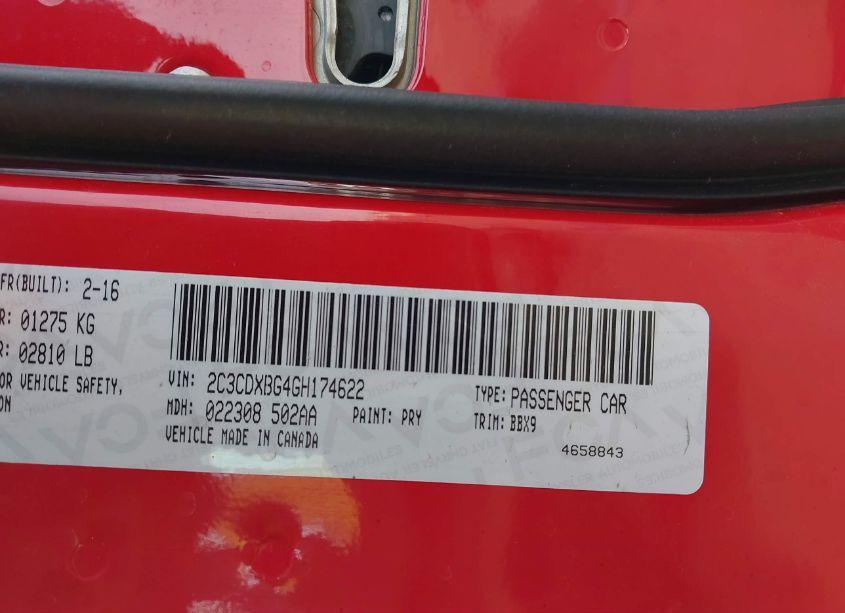 FR(BUILT): 2-16
R: 01275 KG
R: 02810 LB
OR VEHICLE SAFETY,
ON
VIN: 2C3CDXBG4GH174622
TYPE: PASSENGER CAR
MDH: 022308 502AA PAINT: PRY
TRIM: BBX9
VEHICLE MADE IN CANADA
4658843